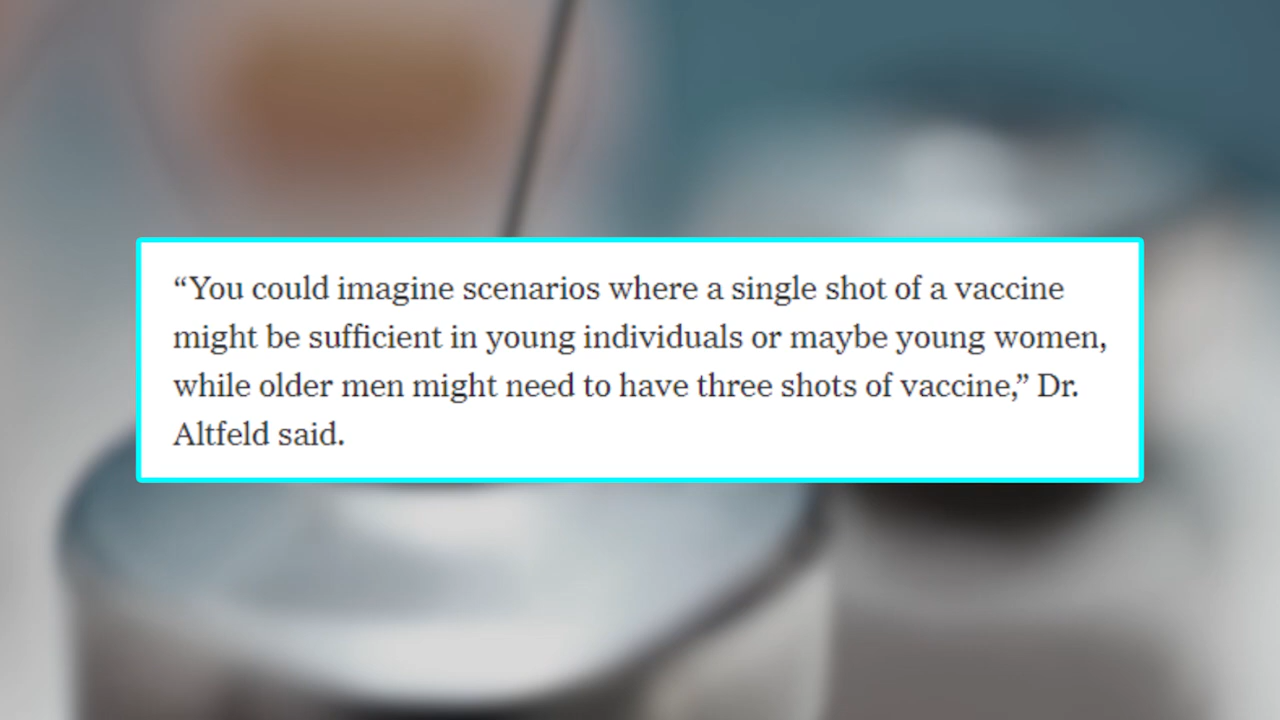 “You could imagine scenarios where a single shot of a vaccine
might be sufficient in young individuals or maybe young women,
while older men might need to have three shots of vaccine,” Dr.
Altfeld said.